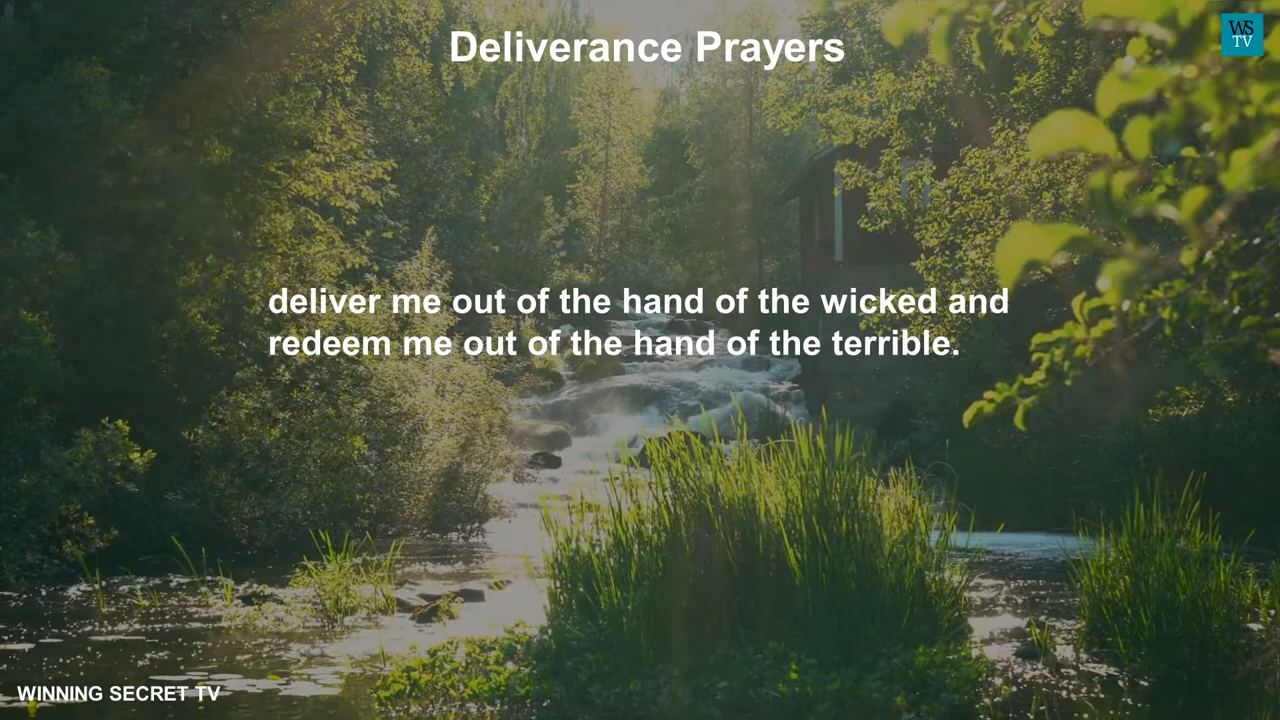 Deliverance Prayers
WS
TV
deliver me out of the hand of the wicked and
redeem me out of the hand of the terrible.
WINNING SECRET TV